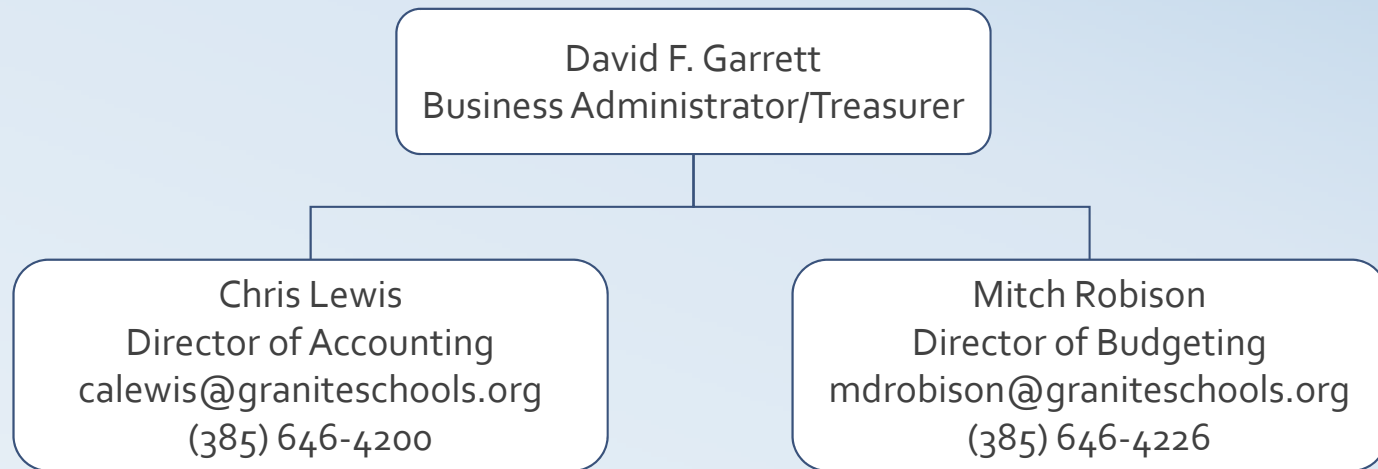 David F. Garrett
Business Administrator/Treasurer
Chris Lewis
Director of Accounting
calewis@graniteschools.org
(385) 646-4200
Mitch Robison
Director of Budgeting
mdrobison@graniteschools.org
(385) 646-4226